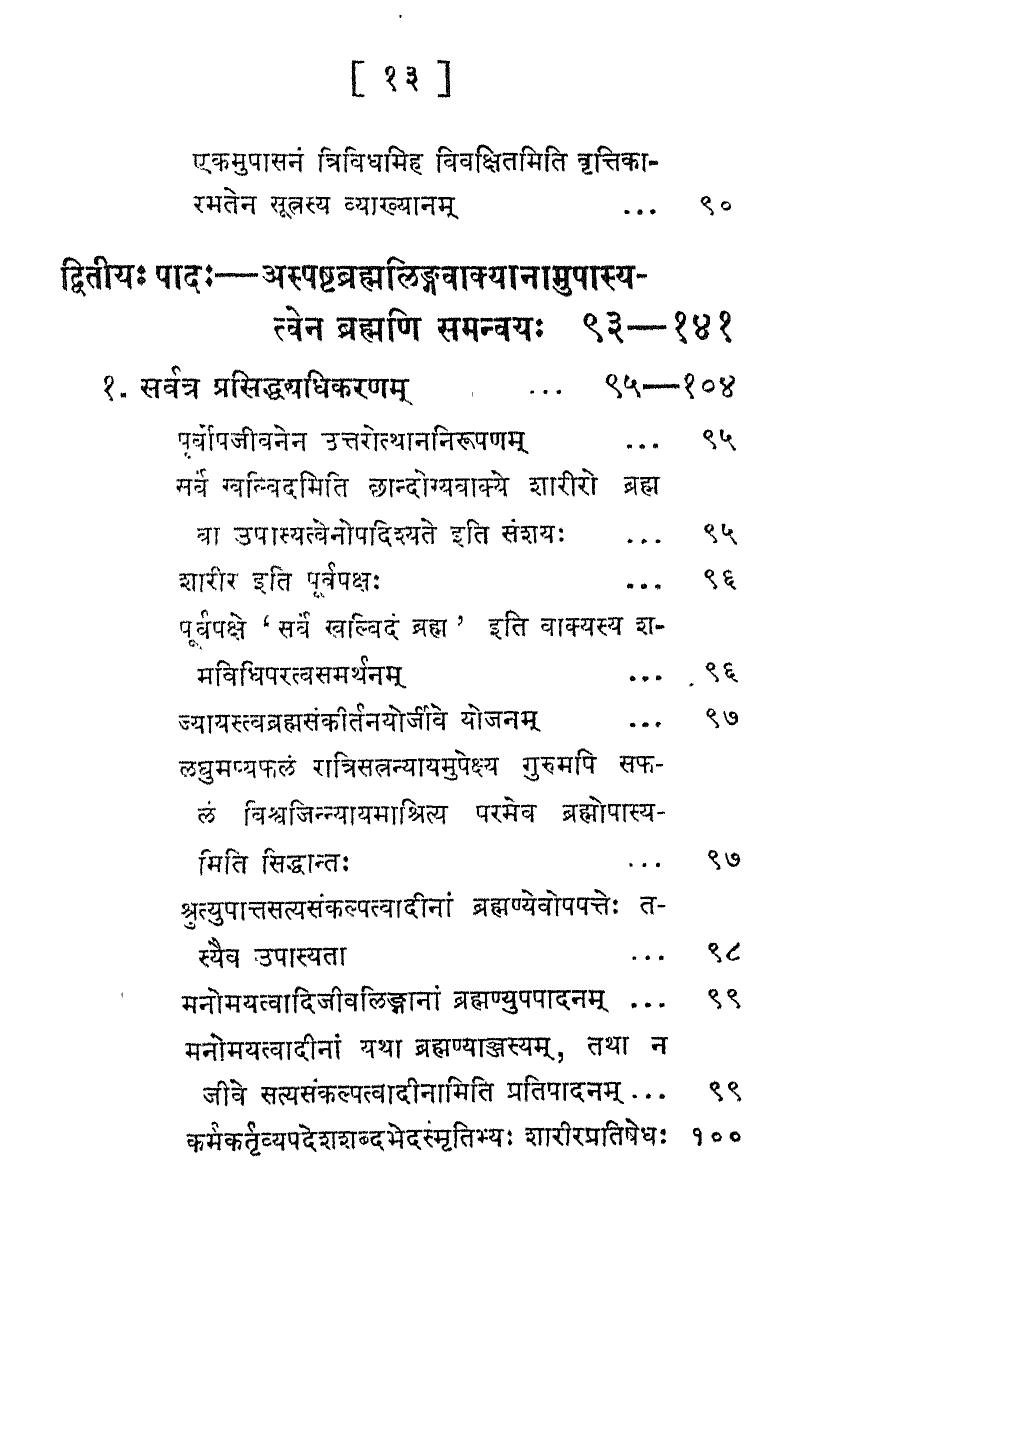 [ १३ ]
एकमुपासनं त्रिविधमिह विवक्षितमिति वृत्तिका-
रमतेन सूत्रस्य व्याख्यानम् ... ९०
द्वितीयः पादः—अस्पष्टब्रह्मलिङ्गवाक्यानामुपास्य-
त्वेन ब्रह्मणि समन्वयः ९३—१४१
१. सर्वत्र प्रसिद्ध्यधिकरणम् ... ९५—१०४
पूर्वोपजीवनेन उत्तरोत्थाननिरूपणम् ... ९५
सर्वं खल्विदमिति छान्दोग्यवाक्ये शारीरो ब्रह्म
वा उपास्यत्वेनोपदिश्यते इति संशयः ... ९५
शारीर इति पूर्वपक्षः ... ९६
पूर्वपक्षे ‘ सर्वं खल्विदं ब्रह्म ’ इति वाक्यस्य श-
मविधिपरत्वसमर्थनम् ... ९६
ज्यायस्त्वब्रह्मसंकीर्तनयोर्जीवे योजनम् ... ९७
लघुमप्यफलं रात्रिसत्रन्यायमुपेक्ष्य गुरुमपि सफ-
लं विश्वजिन्न्यायमाश्रित्य परमेव ब्रह्मोपास्य-
मिति सिद्धान्तः ... ९७
श्रुत्युपात्तसत्यसंकल्पत्वादीनां ब्रह्मण्येवोपपत्तेः त-
स्यैव उपास्यता ... ९८
मनोमयत्वादिजीवलिङ्गानां ब्रह्मण्युपपादनम् ... ९९
मनोमयत्वादीनां यथा ब्रह्मण्याञ्जस्यम्, तथा न
जीवे सत्यसंकल्पत्वादीनामिति प्रतिपादनम् ... ९९
कर्मकर्तृव्यपदेशशब्दभेदस्मृतिभ्यः शारीरप्रतिषेधः १००